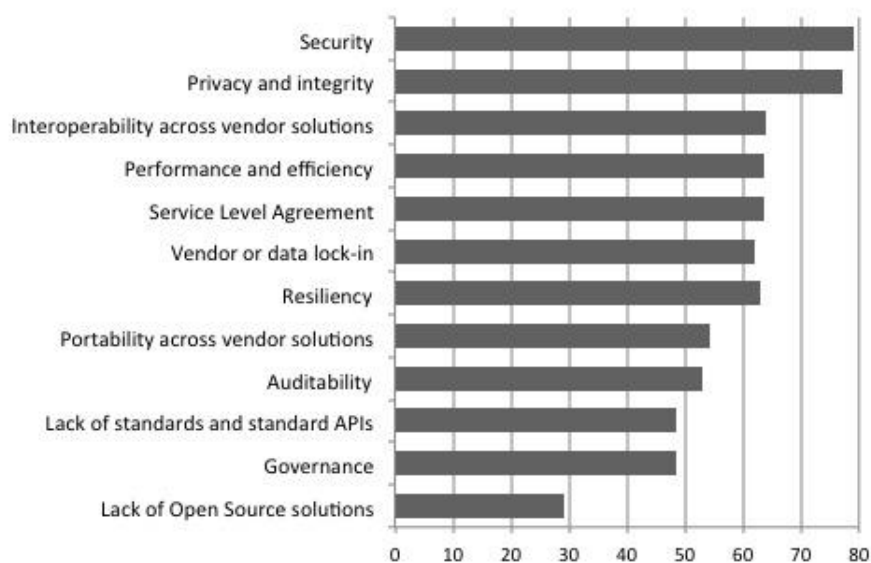 Security
Privacy and integrity
Interoperability across vendor solutions
Performance and efficiency
Service Level Agreement
Vendor or data lock-in
Resiliency
Portability across vendor solutions
Auditability
Lack of standards and standard APIs
Governance
Lack of Open Source solutions
0 10 20 30 40 50 60 70 80